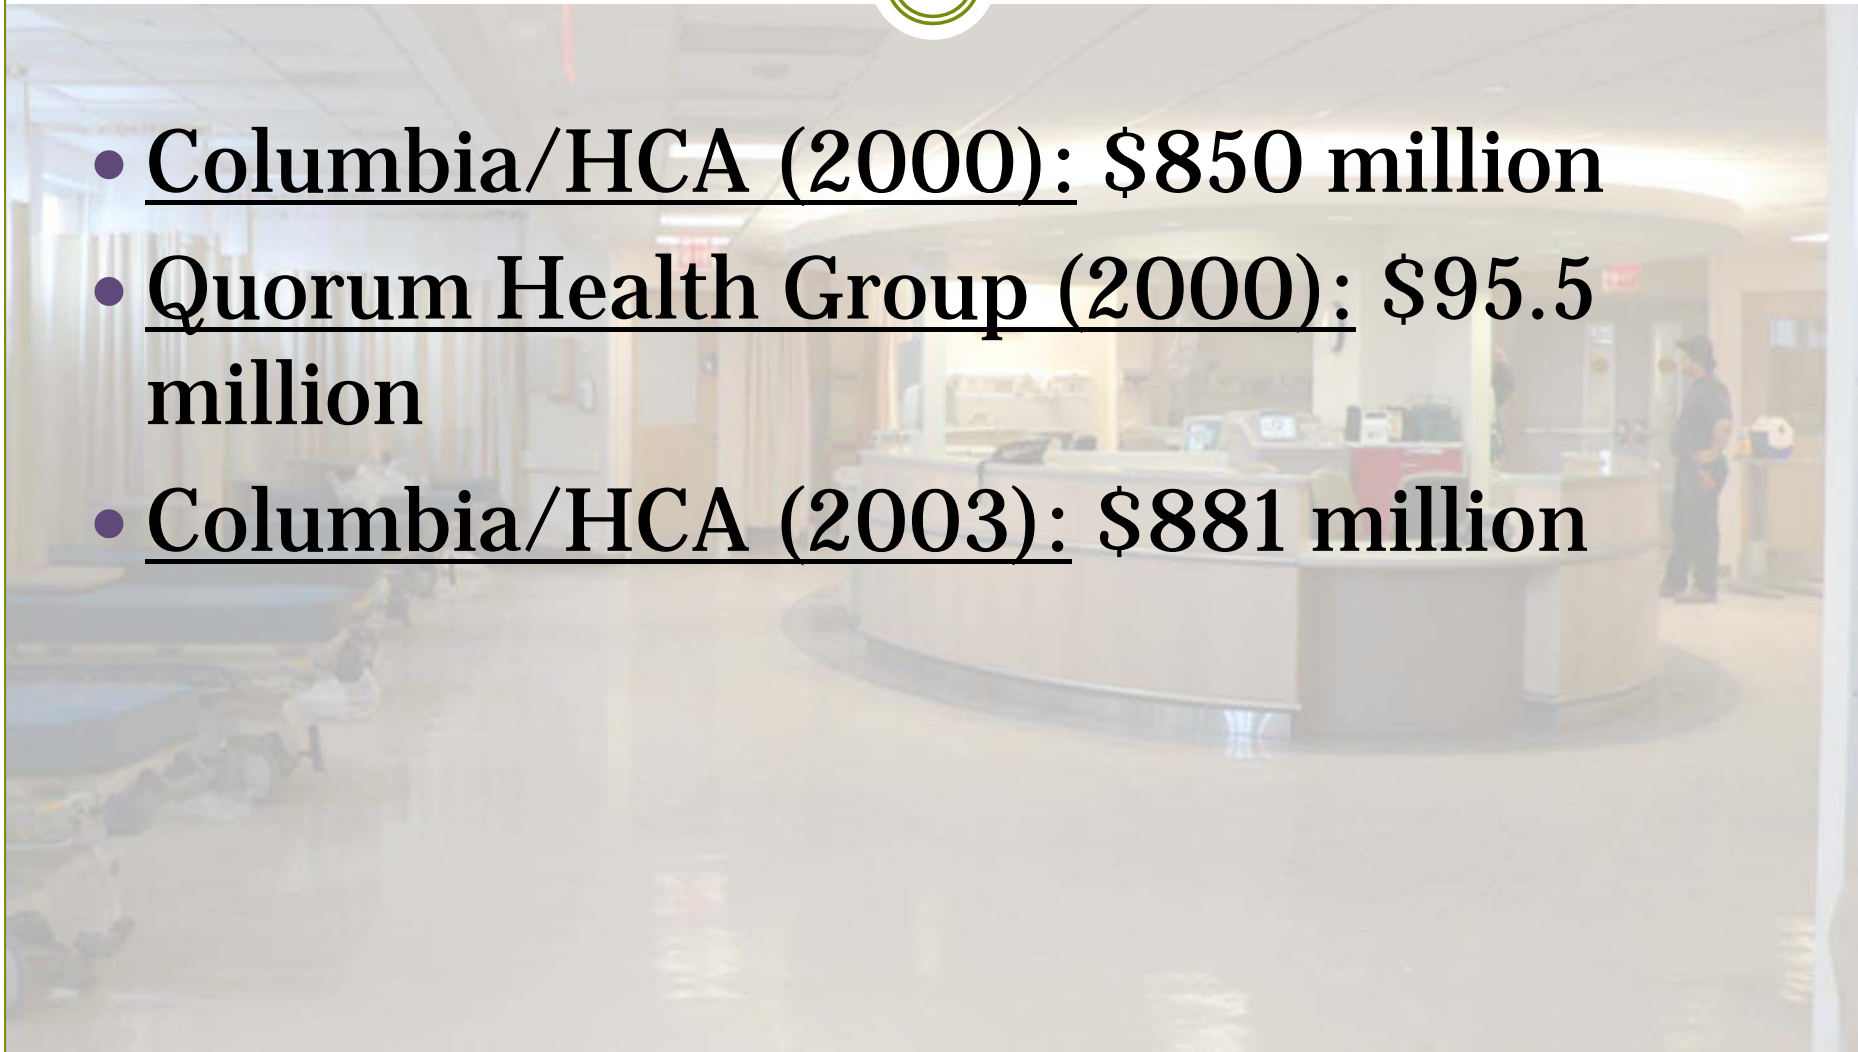 • Columbia/HCA (2000): $850 million
• Quorum Health Group (2000): $95.5
million
• Columbia/HCA (2003): $881 million